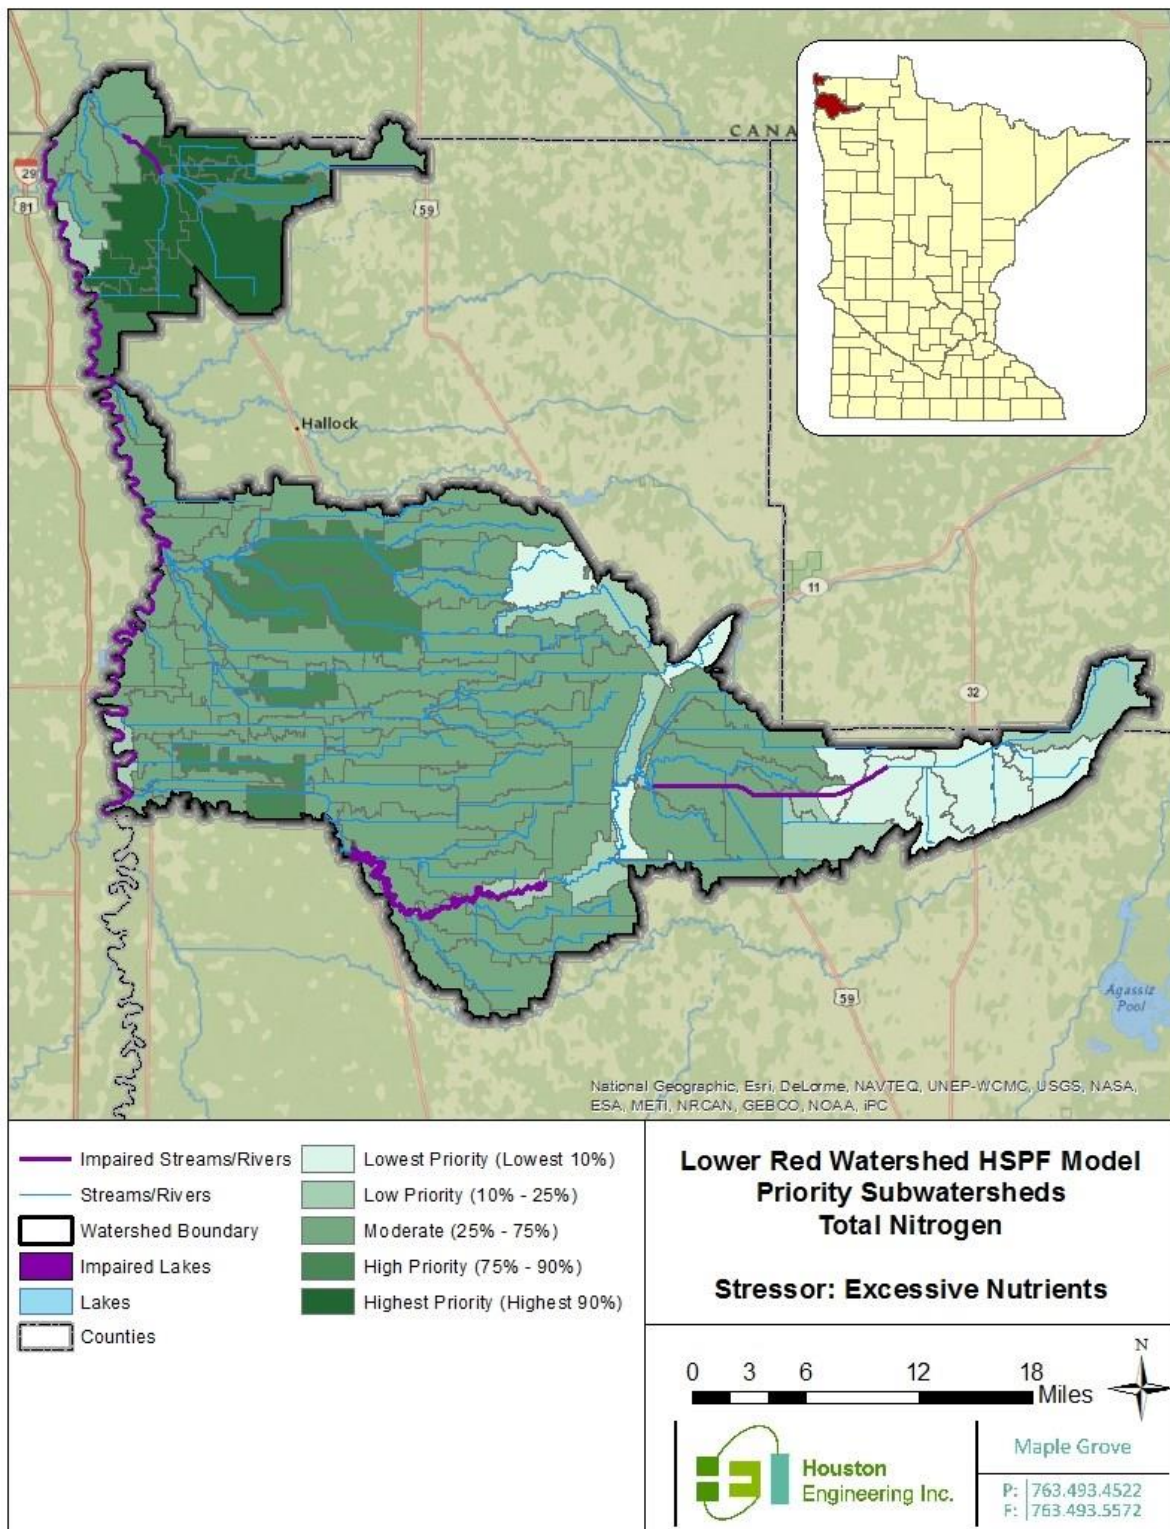 CANA
29
81
59
Hallock
11
32
59
Agassiz
Pool
National Geographic, Esri, DeLorme, NAVTEQ, UNEP-WCMC, USGS, NASA,
ESA, METI, NRCAN, GEBCO, NOAA, iPC
Impaired Streams/Rivers
Streams/Rivers
Watershed Boundary
Impaired Lakes
Lakes
Counties
Lowest Priority (Lowest 10%)
Low Priority (10% - 25%)
Moderate (25% - 75%)
High Priority (75% - 90%)
Highest Priority (Highest 90%)
Lower Red Watershed HSPF Model
Priority Subwatersheds
Total Nitrogen
Stressor: Excessive Nutrients
0 3 6 12 18
Miles
N
Houston
Engineering Inc.
Maple Grove
P: 763.493.4522
F: 763.493.5572